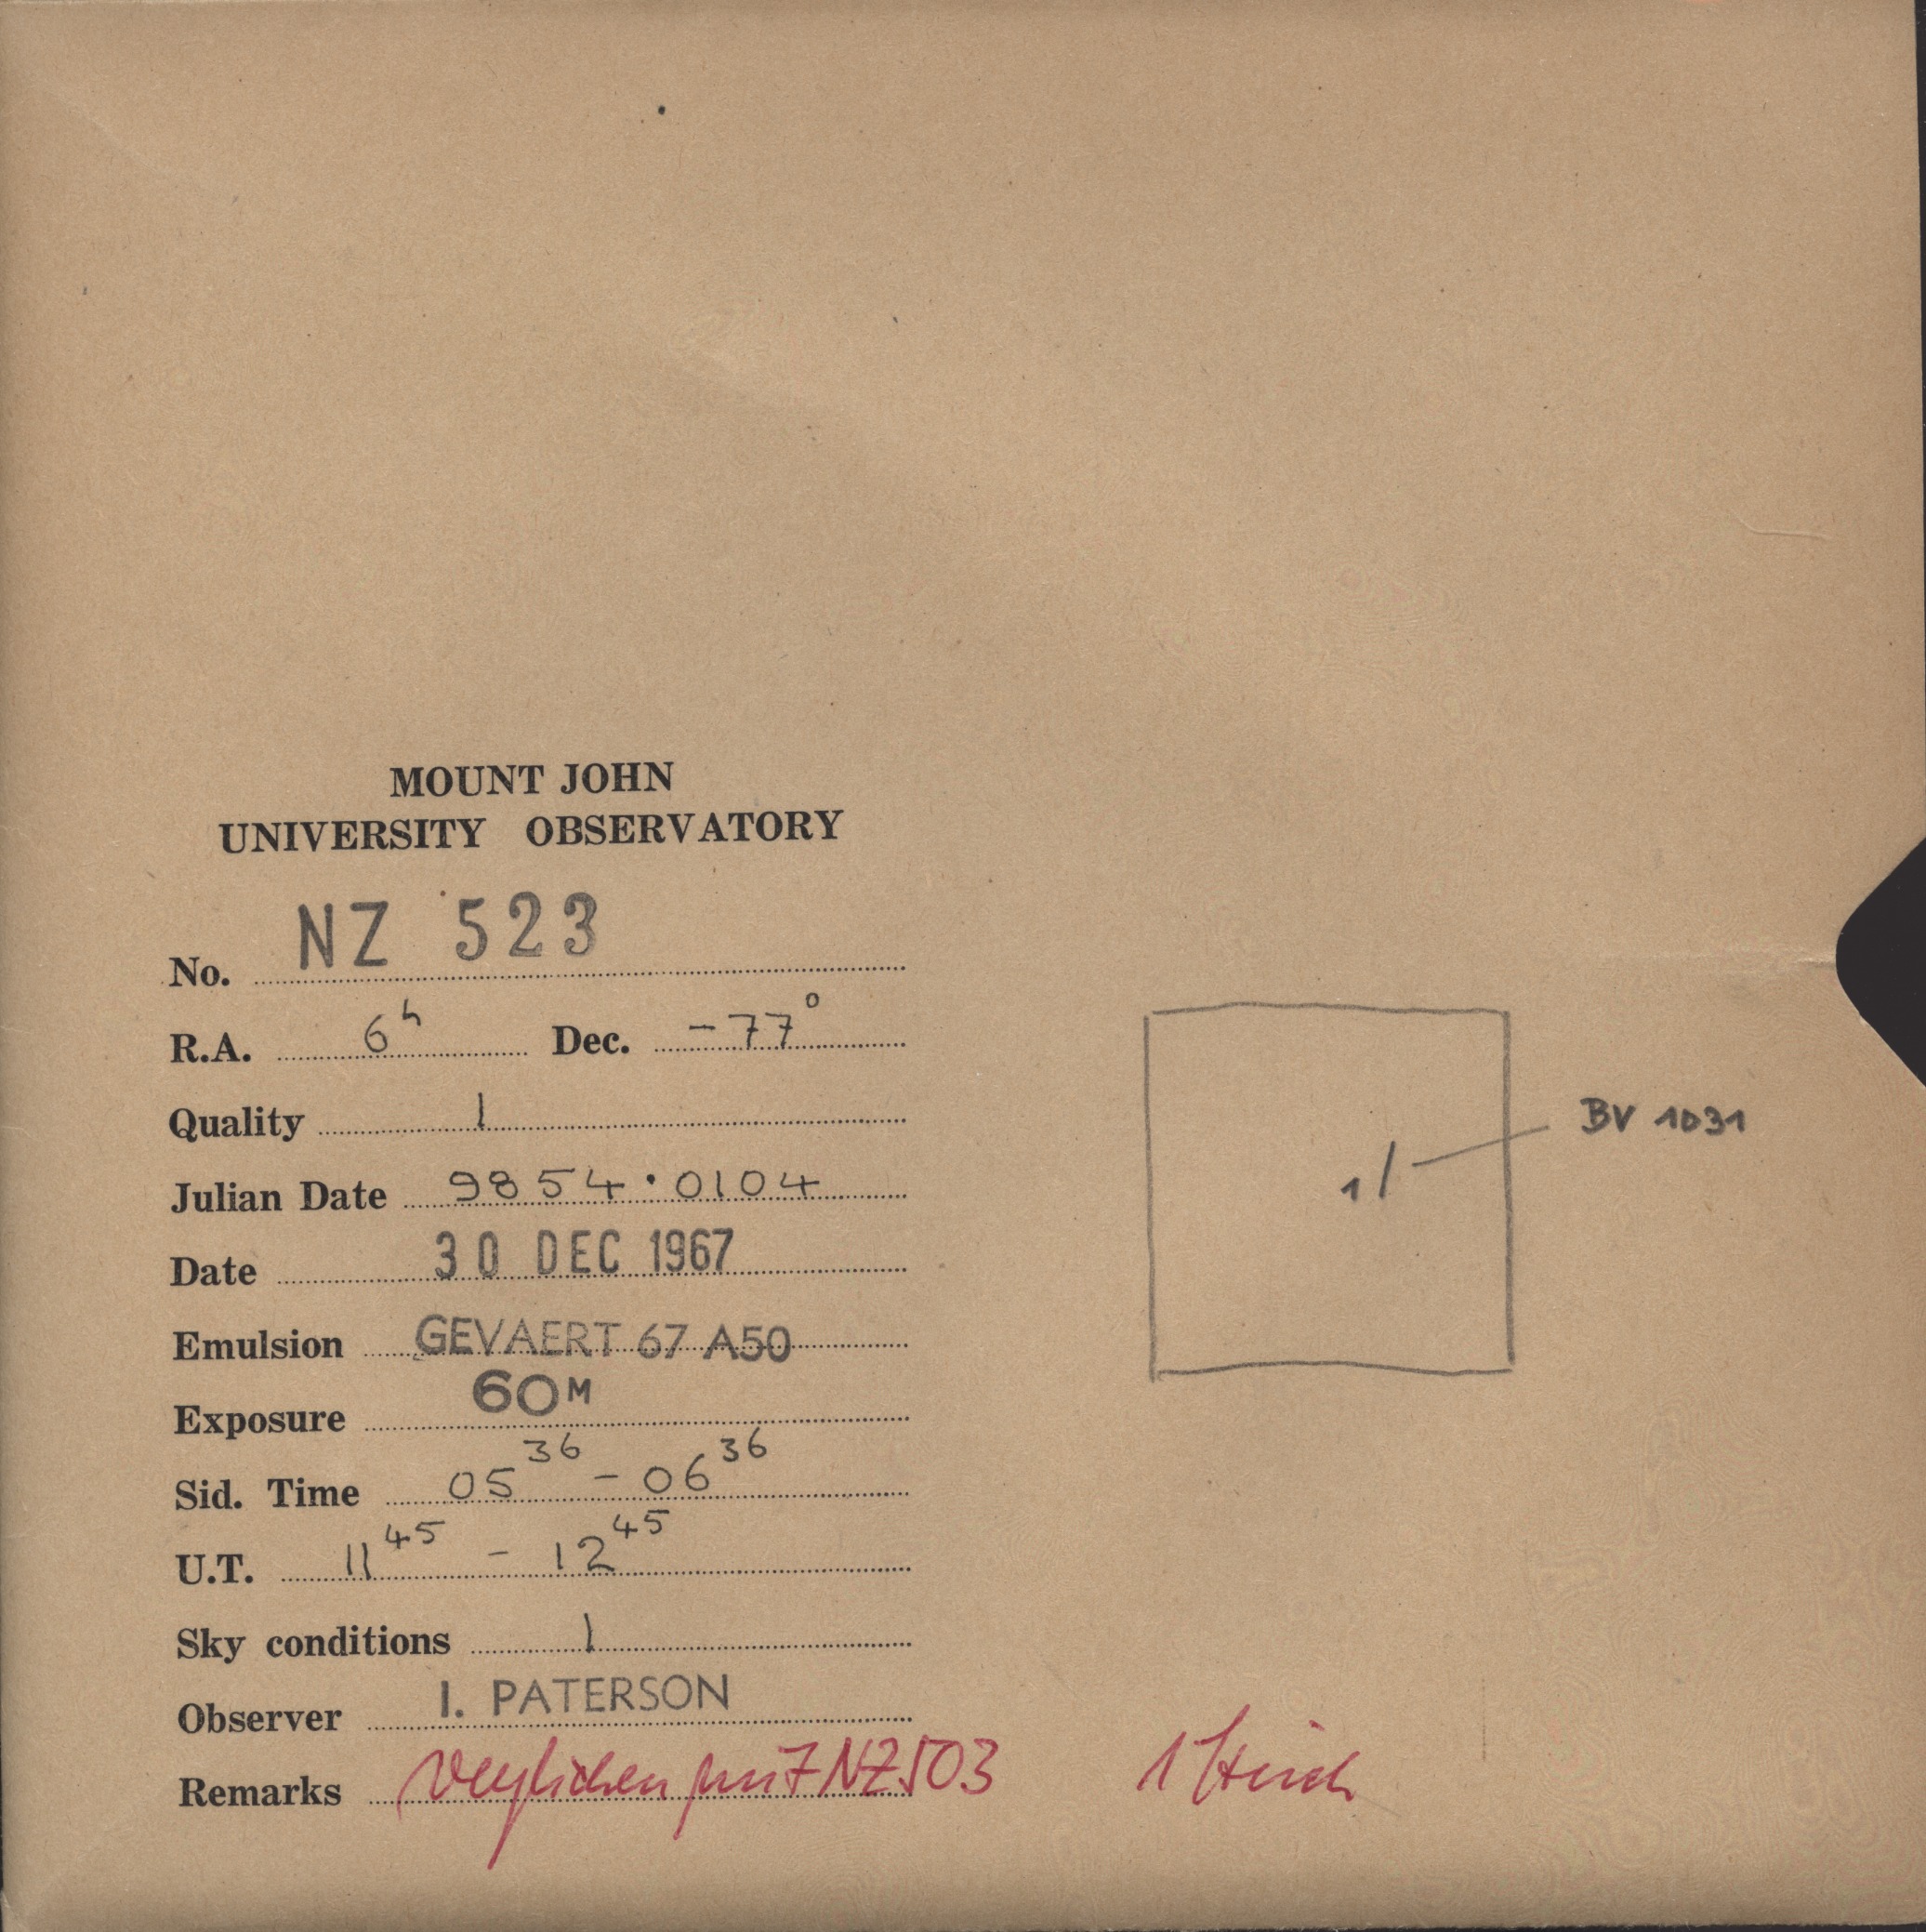 MOUNT JOHN
UNIVERSITY OBSERVATORY
No. NZ 523
R.A. 6h Dec. -77°
Quality 1
Julian Date 9854.0104
Date 30 DEC 1967
Emulsion GEVAERT 67 A50
Exposure 60M
Sid. Time 05 36 - 06 36
U.T. 11 45 - 12 45
Sky conditions 1
Observer I. PATERSON
Remarks verglichen mit NZ 503 1 Strich
BV 1031
1